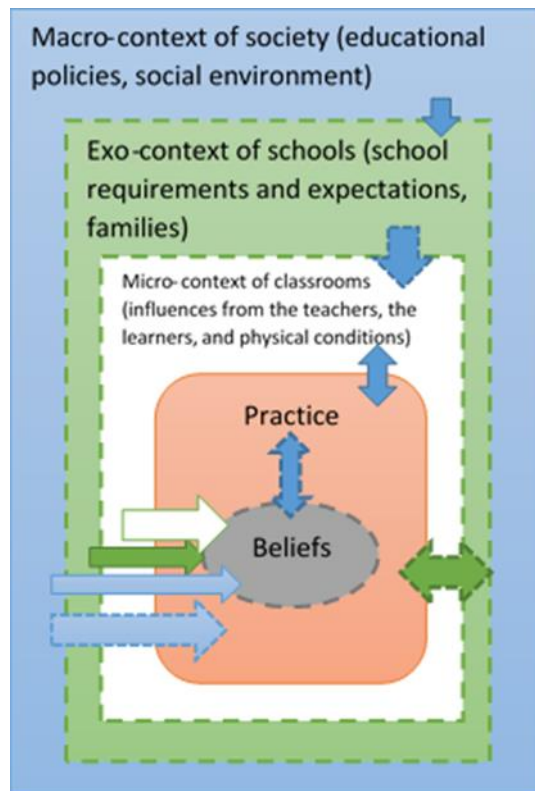 Macro-context of society (educational
policies, social environment)
Exo-context of schools (school
requirements and expectations,
families)
Micro-context of classrooms
(influences from the teachers, the
learners, and physical conditions)
Practice
Beliefs